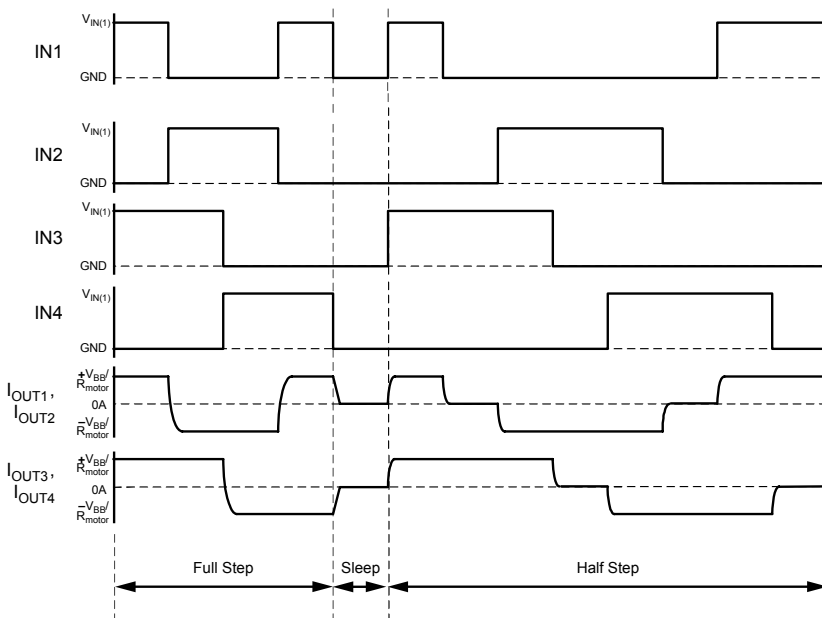 V_IN(1)
IN1
GND
V_IN(1)
IN2
GND
V_IN(1)
IN3
GND
V_IN(1)
IN4
GND
+V_BB/
R_motor
I_OUT1,
0A
I_OUT2
−V_BB/
R_motor
+V_BB/
R_motor
I_OUT3,
0A
I_OUT4
−V_BB/
R_motor
Full Step Sleep Half Step